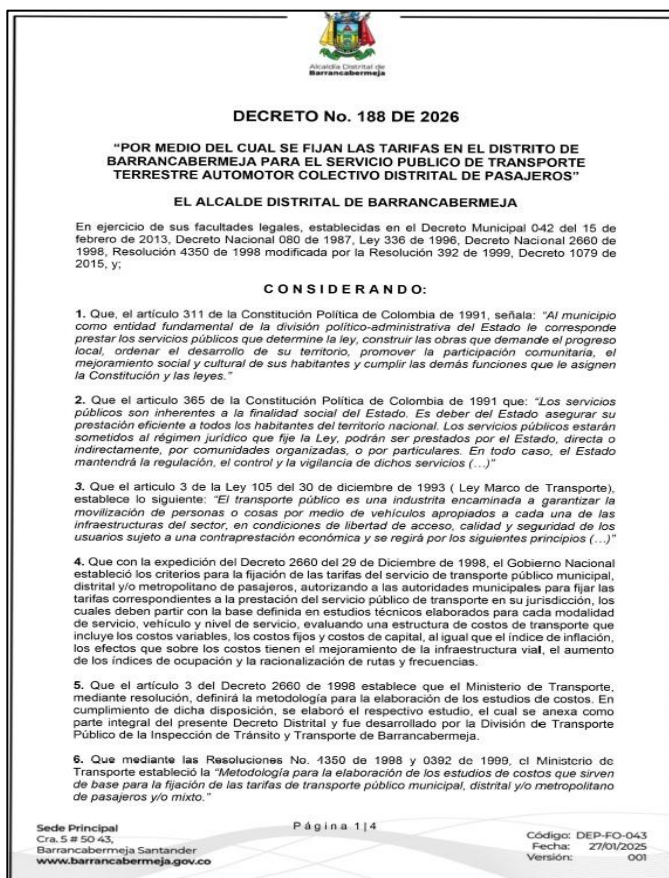 Alcaldía Distrital de
Barrancabermeja
DECRETO No. 188 DE 2026
“POR MEDIO DEL CUAL SE FIJAN LAS TARIFAS EN EL DISTRITO DE
BARRANCABERMEJA PARA EL SERVICIO PUBLICO DE TRANSPORTE
TERRESTRE AUTOMOTOR COLECTIVO DISTRITAL DE PASAJEROS”
EL ALCALDE DISTRITAL DE BARRANCABERMEJA
En ejercicio de sus facultades legales, establecidas en el Decreto Municipal 042 del 15 de
febrero de 2013, Decreto Nacional 080 de 1987, Ley 336 de 1996, Decreto Nacional 2660 de
1998, Resolución 4350 de 1998 modificada por la Resolución 392 de 1999, Decreto 1079 de
2015, y;
C O N S I D E R A N D O:
1. Que, el artículo 311 de la Constitución Política de Colombia de 1991, señala: “Al municipio
como entidad fundamental de la división político-administrativa del Estado le corresponde
prestar los servicios públicos que determine la ley, construir las obras que demande el progreso
local, ordenar el desarrollo de su territorio, promover la participación comunitaria, el
mejoramiento social y cultural de sus habitantes y cumplir las demás funciones que le asignen
la Constitución y las leyes.”
2. Que el articulo 365 de la Constitución Política de Colombia de 1991 que: “Los servicios
públicos son inherentes a la finalidad social del Estado. Es deber del Estado asegurar su
prestación eficiente a todos los habitantes del territorio nacional. Los servicios públicos estarán
sometidos al régimen jurídico que fije la Ley, podrán ser prestados por el Estado, directa o
indirectamente, por comunidades organizadas, o por particulares. En todo caso, el Estado
mantendrá la regulación, el control y la vigilancia de dichos servicios (...)”
3. Que el articulo 3 de la Ley 105 del 30 de diciembre de 1993 ( Ley Marco de Transporte),
establece lo siguiente: “El transporte público es una industrita encaminada a garantizar la
movilización de personas o cosas por medio de vehículos apropiados a cada una de las
infraestructuras del sector, en condiciones de libertad de acceso, calidad y seguridad de los
usuarios sujeto a una contraprestación económica y se regirá por los siguientes principios (...)”
4. Que con la expedición del Decreto 2660 del 29 de Diciembre de 1998, el Gobierno Nacional
estableció los criterios para la fijación de las tarifas del servicio de transporte público municipal,
distrital y/o metropolitano de pasajeros, autorizando a las autoridades municipales para fijar las
tarifas correspondientes a la prestación del servicio público de transporte en su jurisdicción, los
cuales deben partir con la base definida en estudios técnicos elaborados para cada modalidad
de servicio, vehículo y nivel de servicio, evaluando una estructura de costos de transporte que
incluye los costos variables, los costos fijos y costos de capital, al igual que el índice de inflación,
los efectos que sobre los costos tienen el mejoramiento de la infraestructura vial, el aumento
de los índices de ocupación y la racionalización de rutas y frecuencias.
5. Que el artículo 3 del Decreto 2660 de 1998 establece que el Ministerio de Transporte,
mediante resolución, definirá la metodología para la elaboración de los estudios de costos. En
cumplimiento de dicha disposición, se elaboró el respectivo estudio, el cual se anexa como
parte integral del presente Decreto Distrital y fue desarrollado por la División de Transporte
Público de la Inspección de Tránsito y Transporte de Barrancabermeja.
6. Que mediante las Resoluciones No. 4350 de 1998 y 0392 de 1999, el Ministerio de
Transporte estableció la “Metodología para la elaboración de los estudios de costos que sirven
de base para la fijación de las tarifas de transporte público municipal, distrital y/o metropolitano
de pasajeros y/o mixto.”
Sede Principal
Cra. 5 # 50 43,
Barrancabermeja Santander
www.barrancabermeja.gov.co
Página 1|4
Código: DEP-FO-043
Fecha: 27/01/2025
Versión: 001